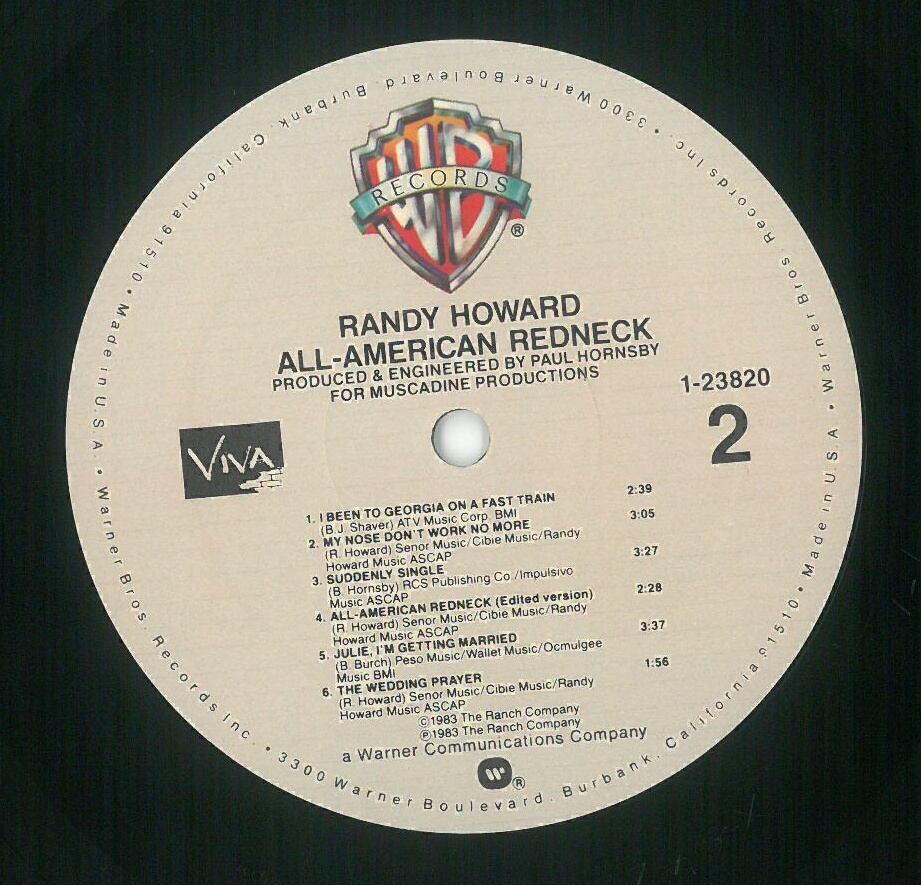 3300 Warner Boulevard. Burbank. California 91510 • Made in U.S.A. • Warner Bros. Records Inc. • 3300 Warner Boulevard. Burbank. California 91510 • Made in U.S.A. • Warner Bros. Records Inc. •
WB
RECORDS
®
RANDY HOWARD
ALL-AMERICAN REDNECK
PRODUCED & ENGINEERED BY PAUL HORNSBY
FOR MUSCADINE PRODUCTIONS
1-23820
2
VIVA
1. I BEEN TO GEORGIA ON A FAST TRAIN 2:39
(B.J. Shaver) ATV Music Corp. BMI
2. MY NOSE DON'T WORK NO MORE 3:05
(R. Howard) Senor Music/Cibie Music/Randy
Howard Music ASCAP
3. SUDDENLY SINGLE 3:27
(B. Hornsby) RCS Publishing Co./Impulsivo
Music ASCAP
4. ALL-AMERICAN REDNECK (Edited version) 2:28
(R. Howard) Senor Music/Cibie Music/Randy
Howard Music ASCAP
5. JULIE, I'M GETTING MARRIED 3:37
(B. Burch) Peso Music/Wallet Music/Ocmulgee
Music BMI
6. THE WEDDING PRAYER 1:56
(R. Howard) Senor Music/Cibie Music/Randy
Howard Music ASCAP
©1983 The Ranch Company
℗1983 The Ranch Company
a Warner Communications Company
®